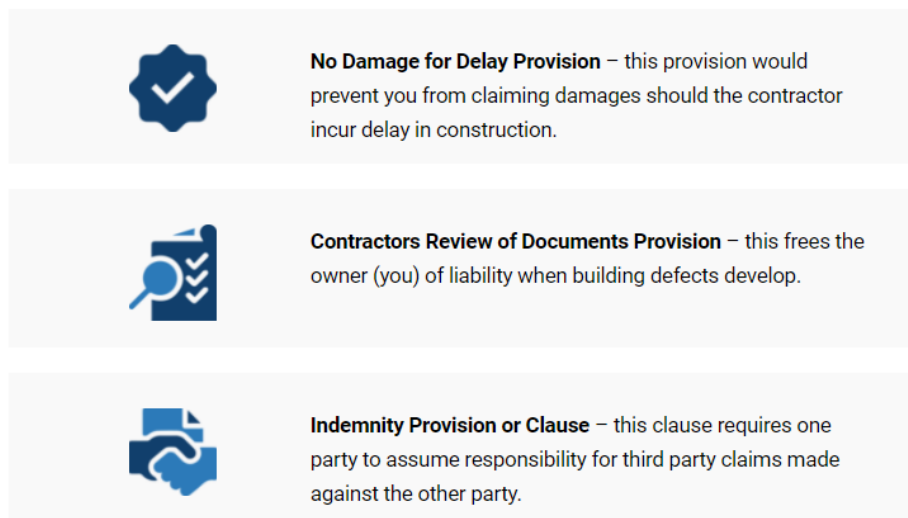 No Damage for Delay Provision – this provision would
prevent you from claiming damages should the contractor
incur delay in construction.
Contractors Review of Documents Provision – this frees the
owner (you) of liability when building defects develop.
Indemnity Provision or Clause – this clause requires one
party to assume responsibility for third party claims made
against the other party.